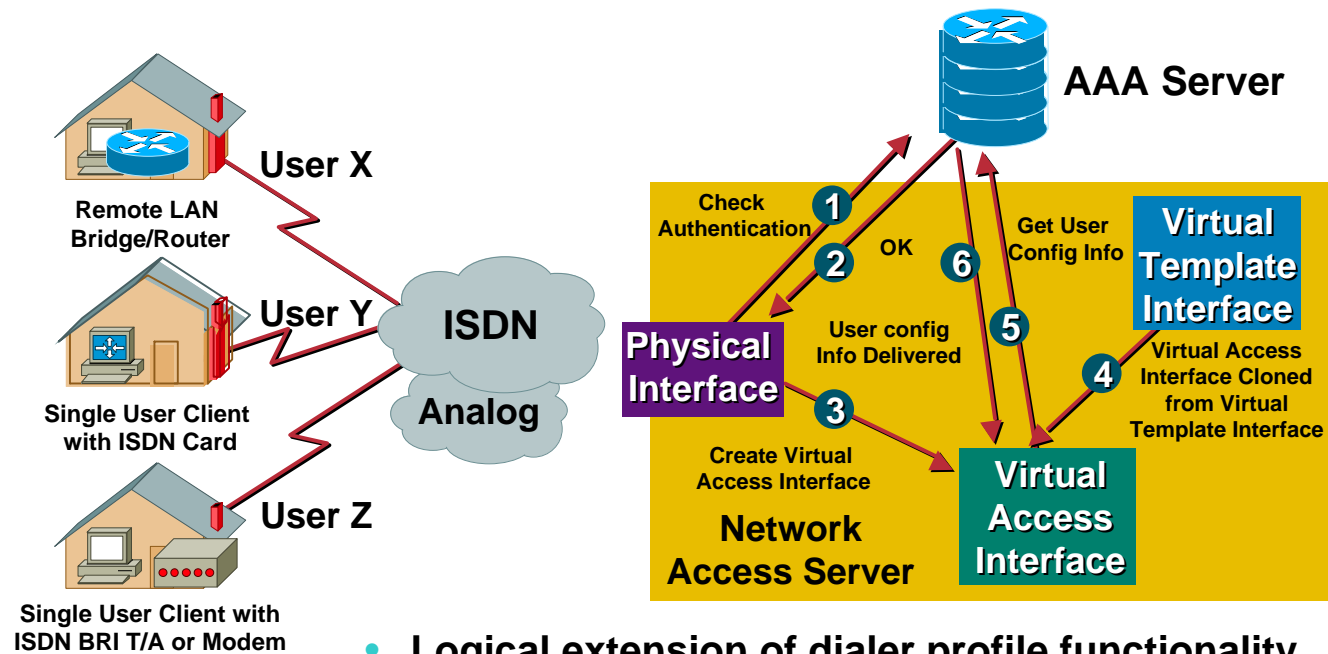 AAA Server
User X
Remote LAN
Bridge/Router
User Y
Single User Client
with ISDN Card
User Z
Single User Client with
ISDN BRI T/A or Modem
ISDN
Analog
Check
Authentication
1
2
OK
6
Get User
Config Info
5
Virtual
Template
Interface
Physical
Interface
User config
Info Delivered
3
4
Virtual Access
Interface Cloned
from Virtual
Template Interface
Create Virtual
Access Interface
Virtual
Access
Interface
Network
Access Server
• Logical extension of dialer profile functionality